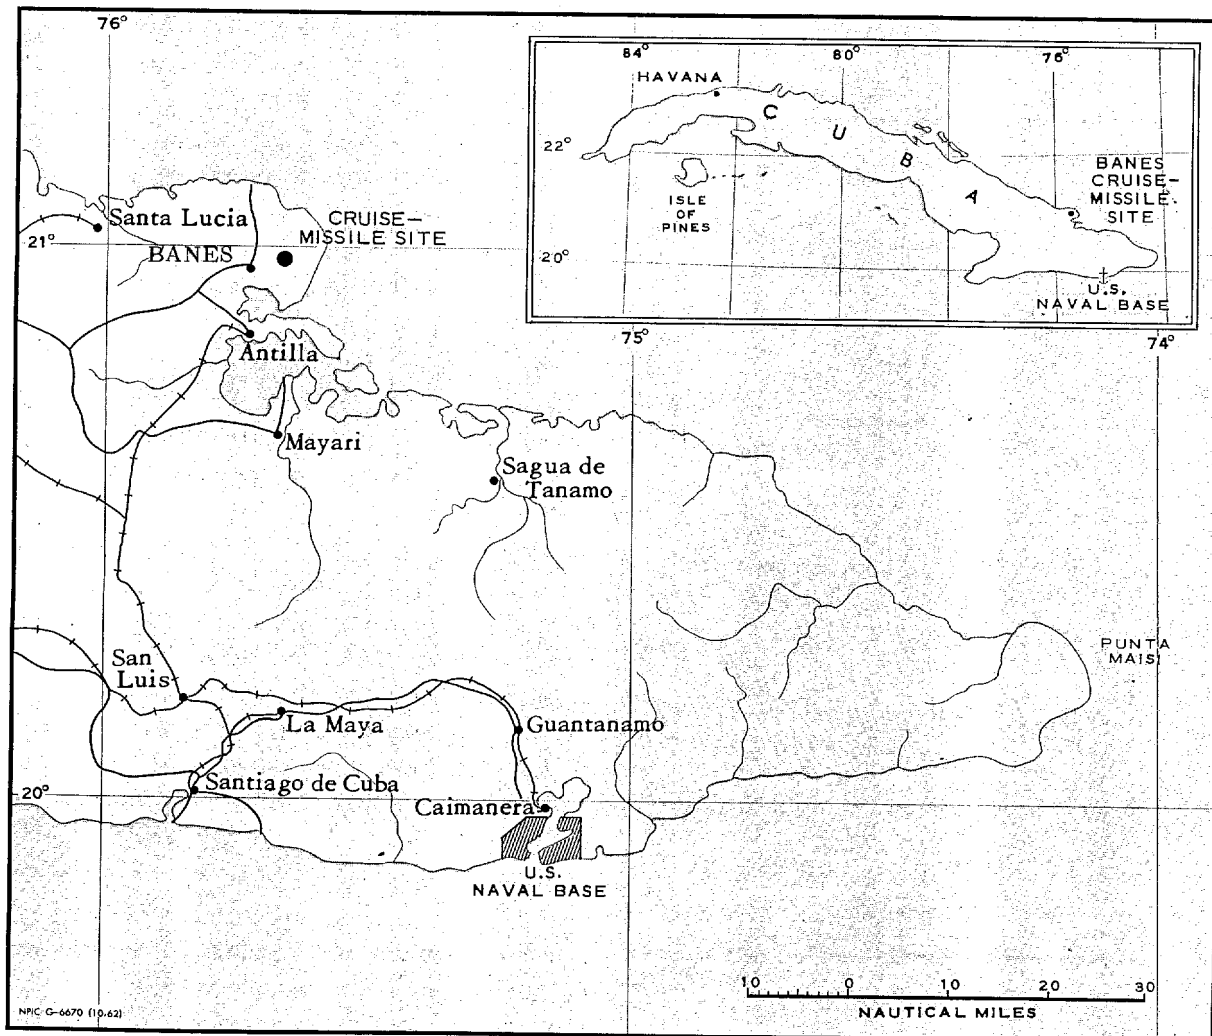 76°
84°
80°
76°
HAVANA
C
U
B
A
22°
20°
ISLE
OF
PINES
BANES
CRUISE–
MISSILE
SITE
U.S.
NAVAL BASE
Santa Lucia
CRUISE–
MISSILE SITE
21°
BANES
75°
74°
Antilla
Mayari
Sagua de
Tanamo
PUNTA
MAISI
San
Luis
La Maya
Guantanamo
Santiago de Cuba
20°
Caimanera
U.S.
NAVAL BASE
10 0 10 20 30
NAUTICAL MILES
NPIC G-6670 (10,62)